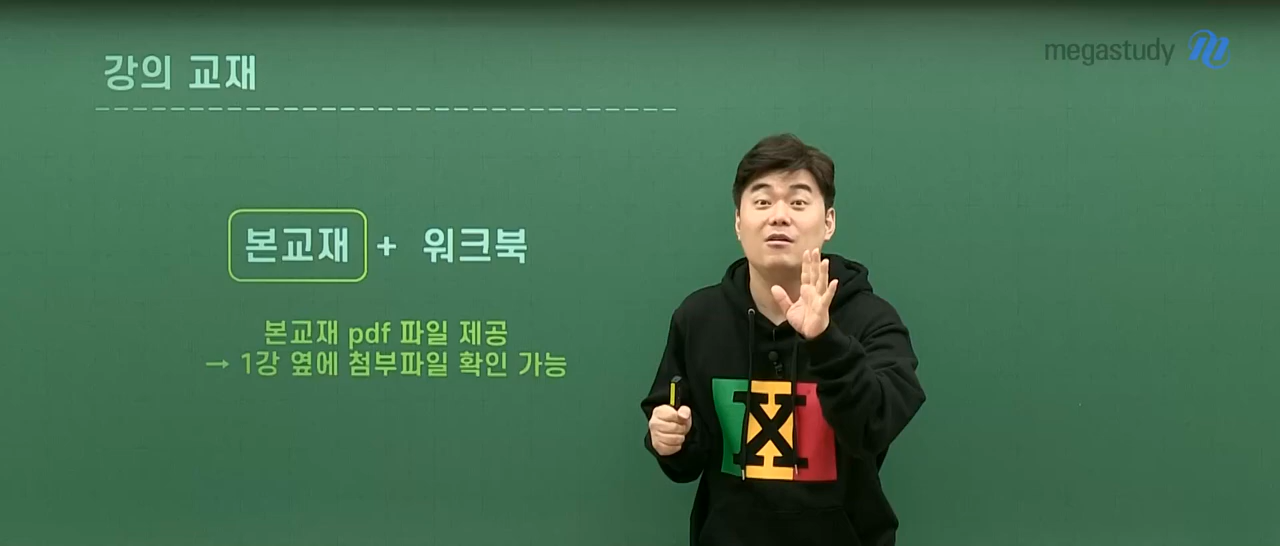 강의 교재
megastudy
본교재 + 워크북
본교재 pdf 파일 제공
→ 1강 옆에 첨부파일 확인 가능
X